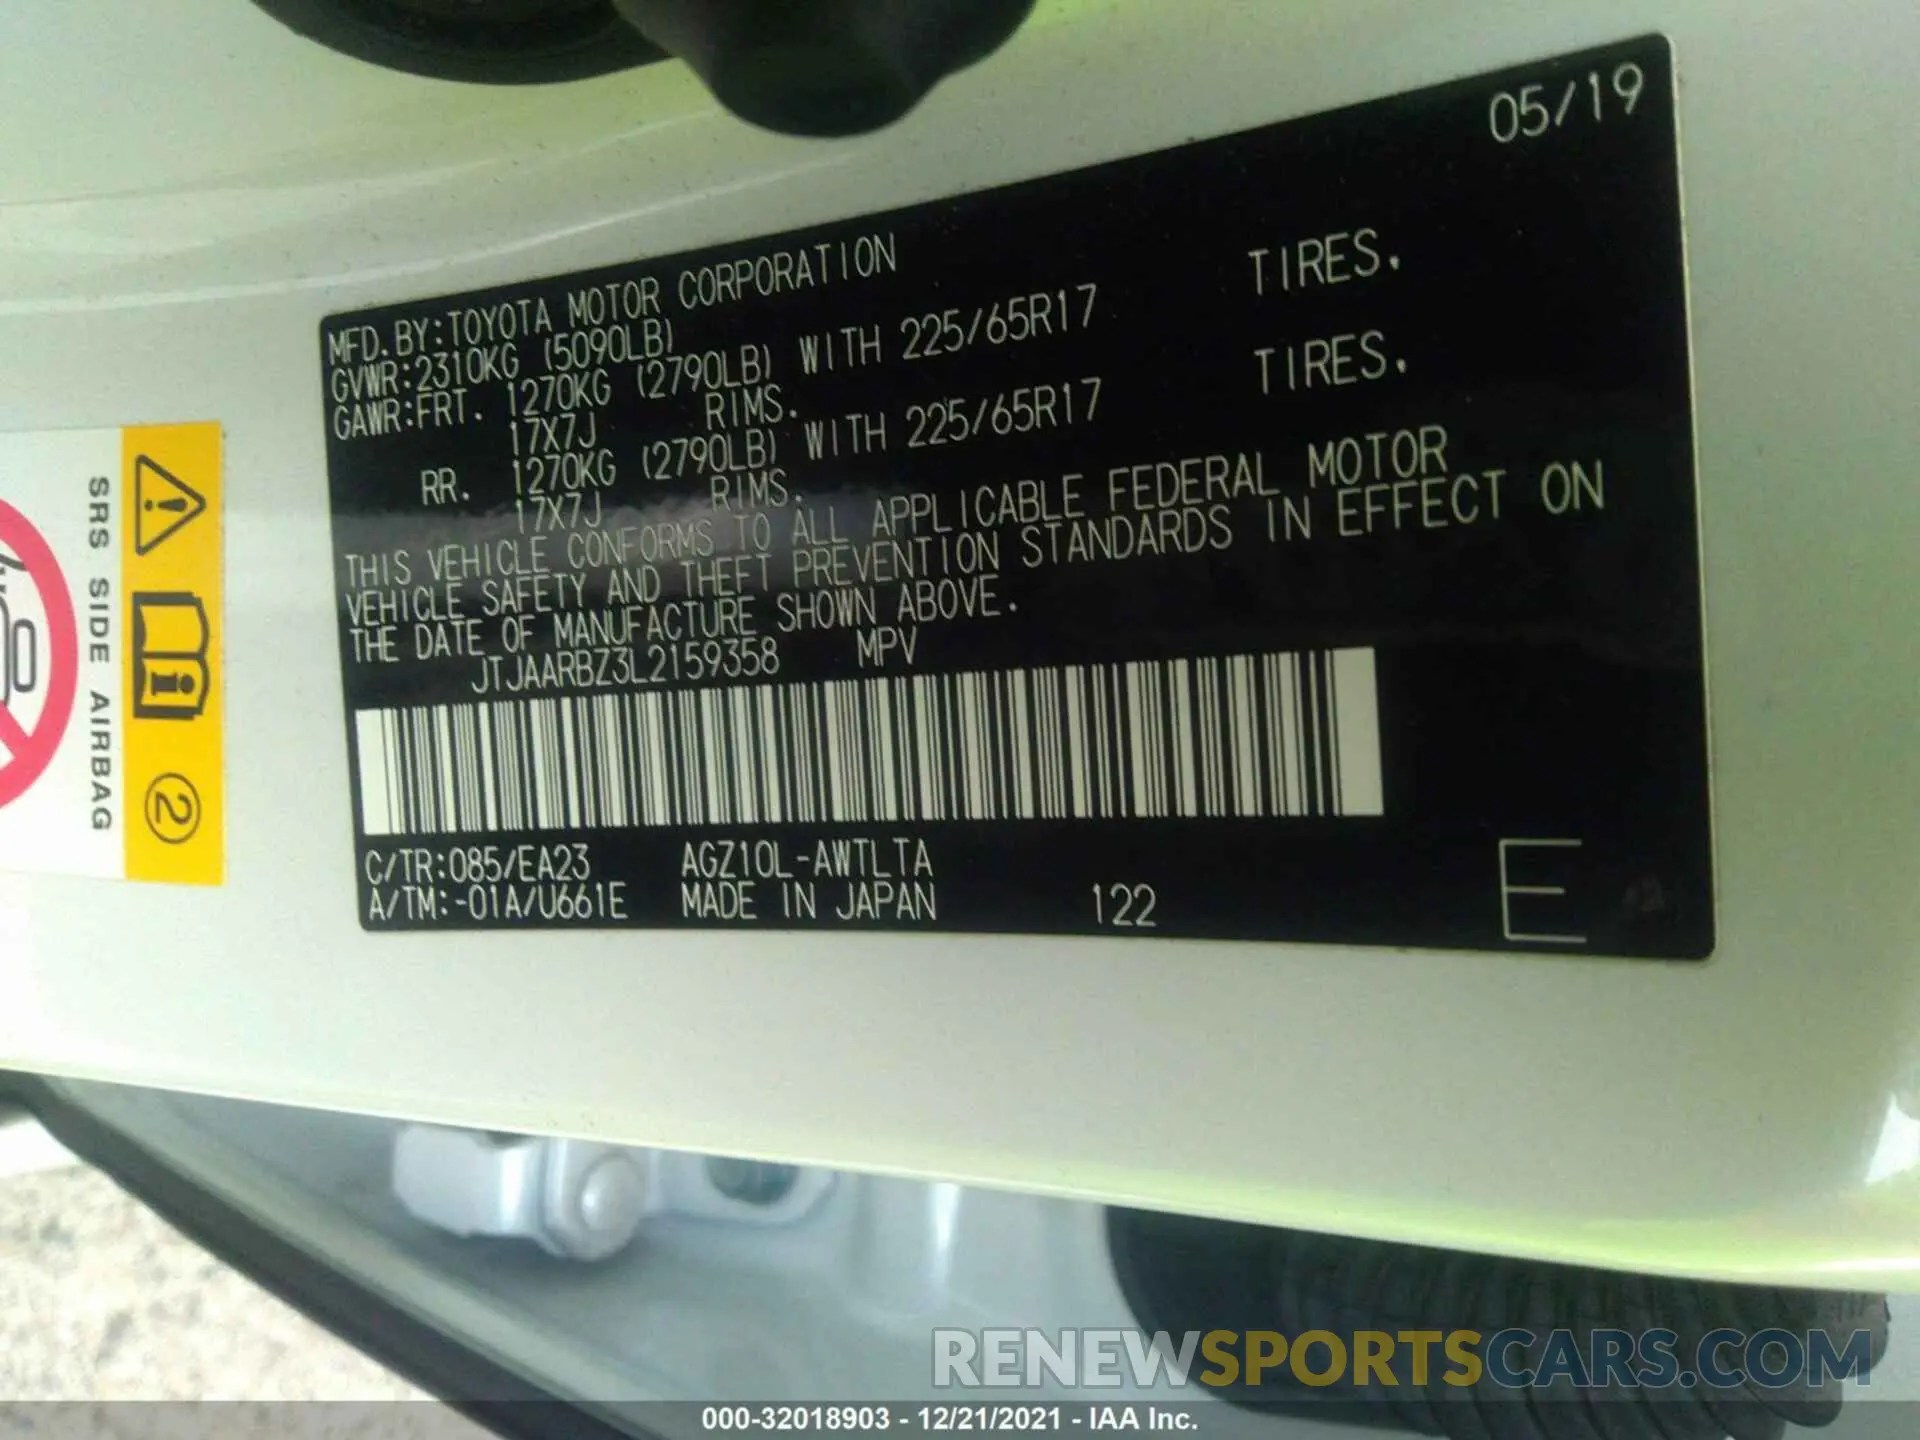 05/19
MFD. BY:TOYOTA MOTOR CORPORATION
GVWR:2310KG (5090LB)
GAWR:FRT. 1270KG (2790LB) WITH 225/65R17 TIRES.
17X7J RIMS.
RR. 1270KG (2790LB) WITH 225/65R17 TIRES.
17X7J RIMS.
THIS VEHICLE CONFORMS TO ALL APPLICABLE FEDERAL MOTOR
VEHICLE SAFETY AND THEFT PREVENTION STANDARDS IN EFFECT ON
THE DATE OF MANUFACTURE SHOWN ABOVE.
JTJAARBZ3L2159358 MPV
C/TR:085/EA23 AGZ10L-AWTLTA
A/TM:-01A/U661E MADE IN JAPAN 122 E
SRS SIDE AIRBAG
2
RENEWSPORTSCARS.COM
000-32018903 - 12/21/2021 - IAA Inc.